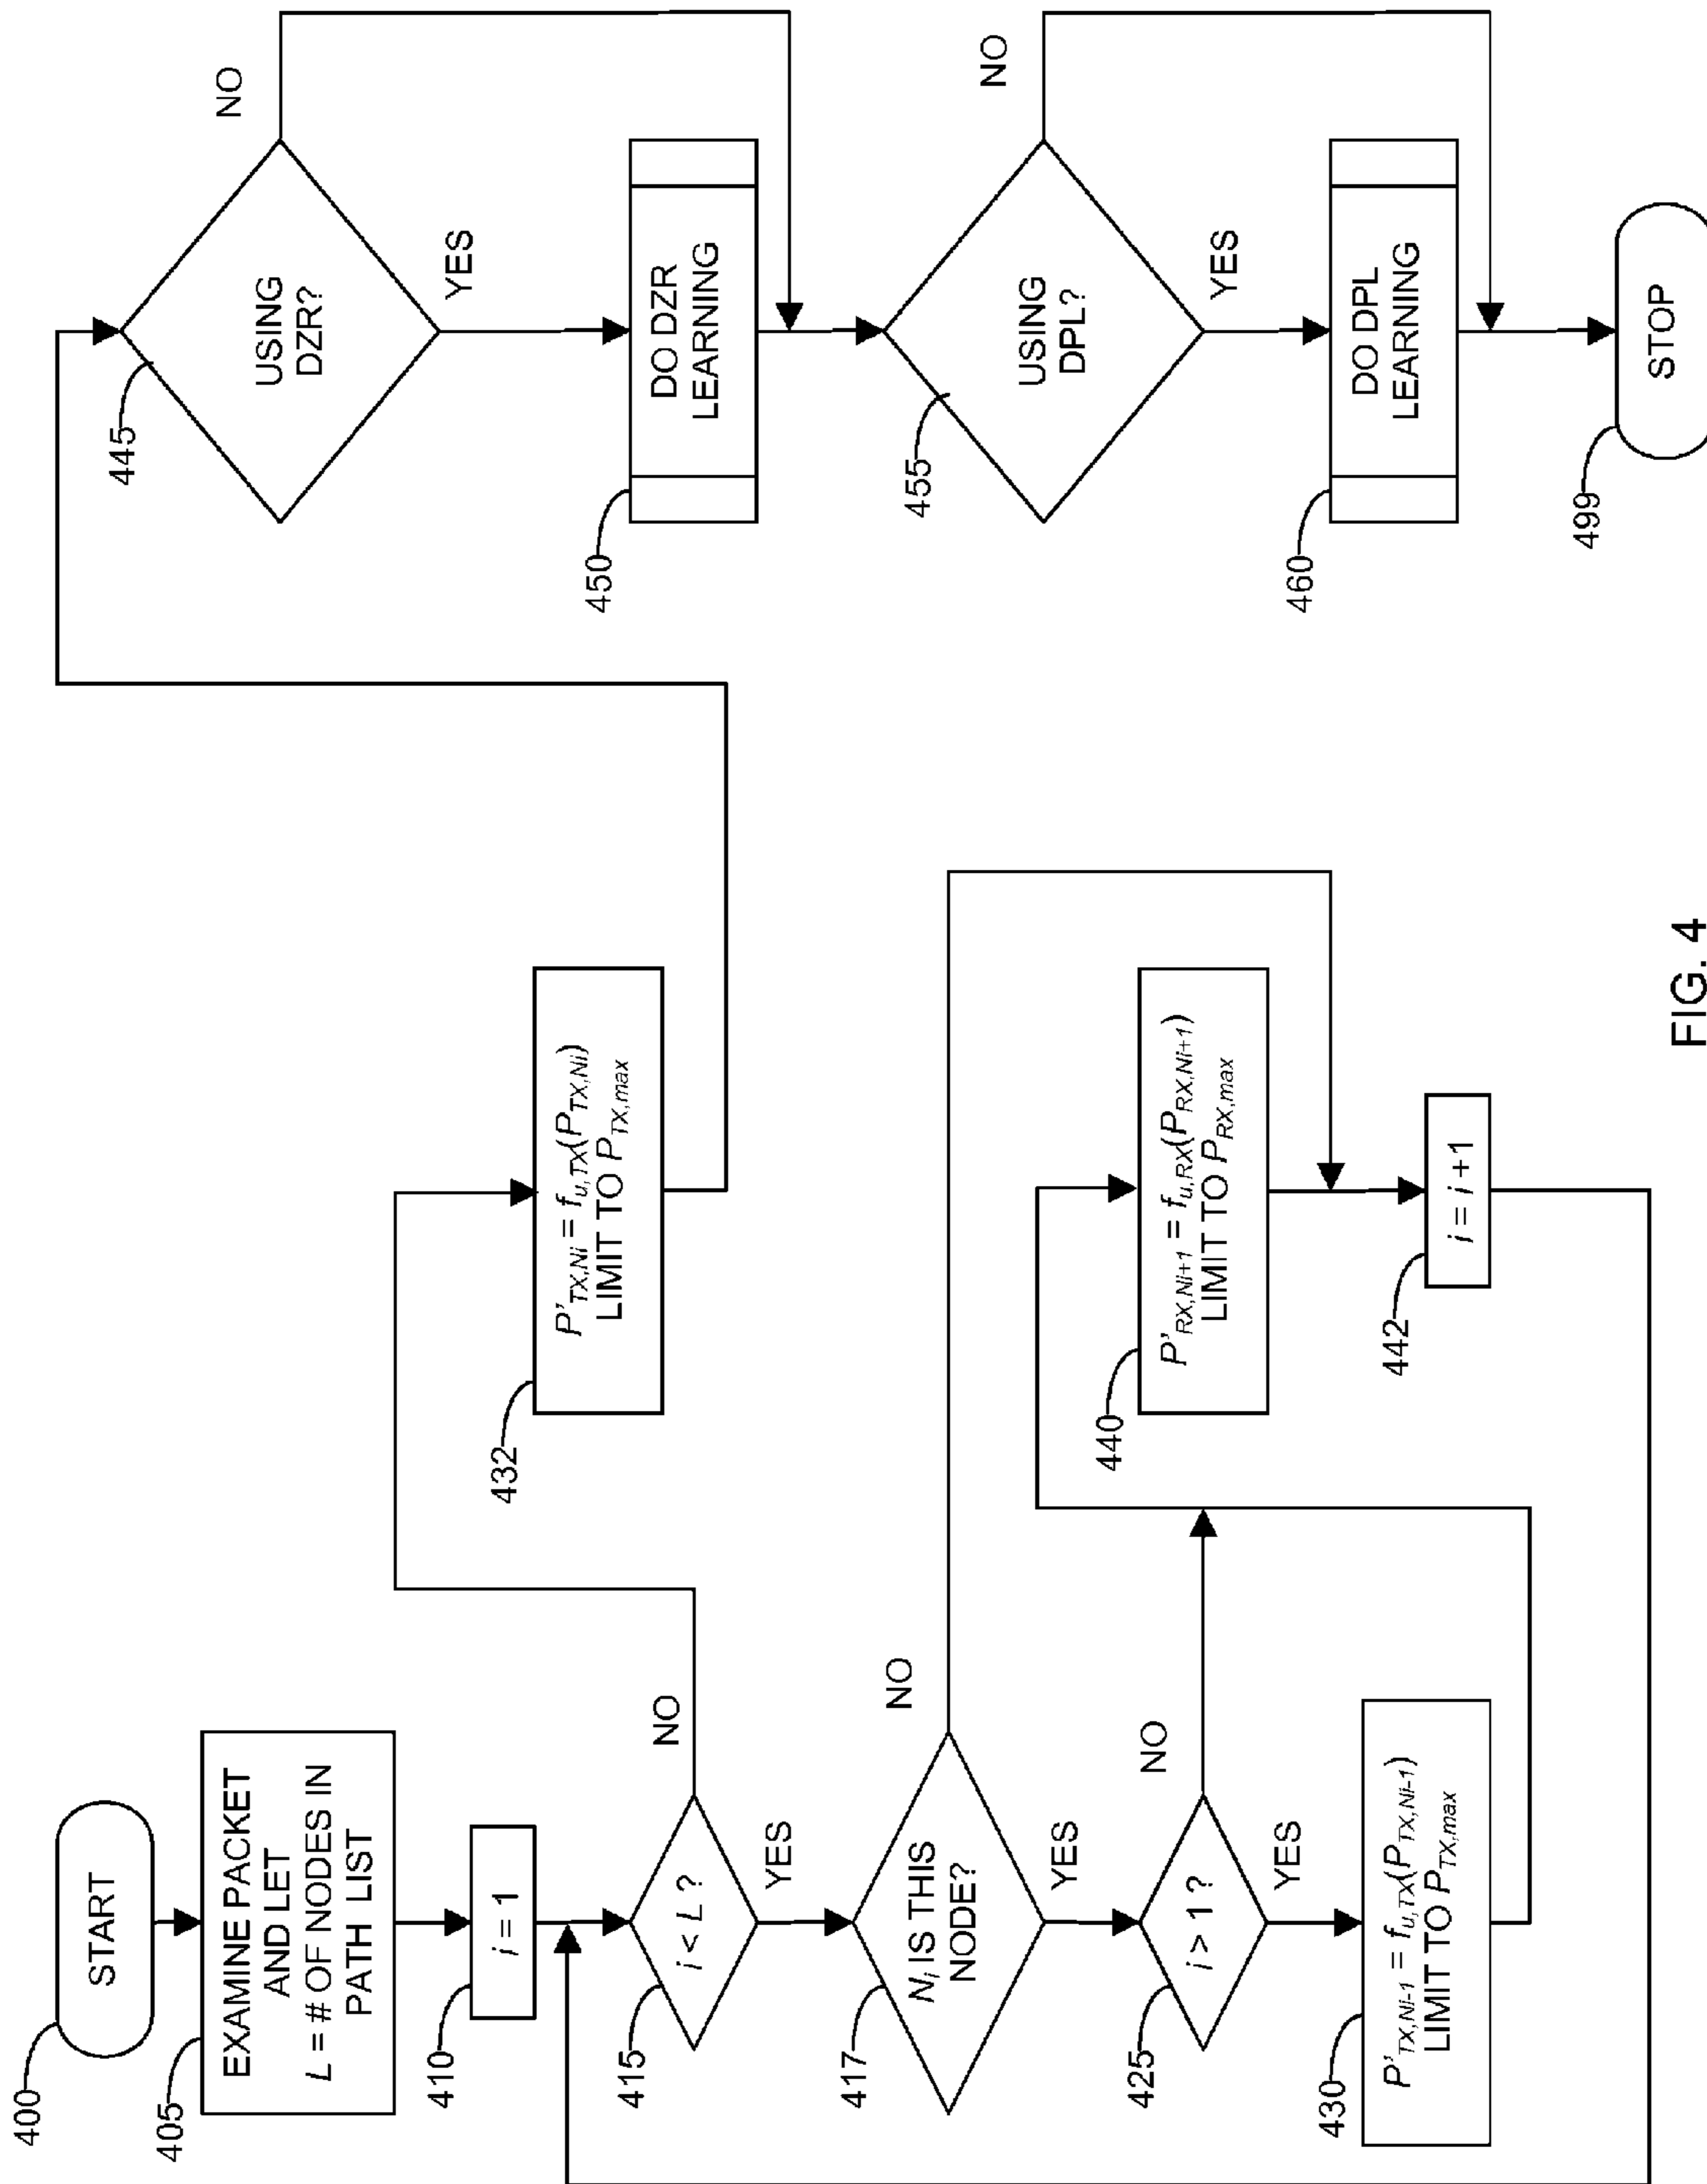 400
START
405
EXAMINE PACKET
AND LET
L = # OF NODES IN
PATH LIST
410
i = 1
415
i < L ?
NO
YES
417
Ni IS THIS
NODE?
NO
YES
425
i > 1 ?
NO
YES
430
P'TX,Ni-1 = fu,TX(PTX,Ni-1)
LIMIT TO PTX,max
432
P'TX,Ni = fu,TX(PTX,Ni)
LIMIT TO PTX,max
440
P'RX,Ni+1 = fu,RX(PRX,Ni+1)
LIMIT TO PRX,max
442
i = i +1
445
USING
DZR?
NO
YES
450
DO DZR
LEARNING
455
USING
DPL?
NO
YES
460
DO DPL
LEARNING
499
STOP
FIG. 4